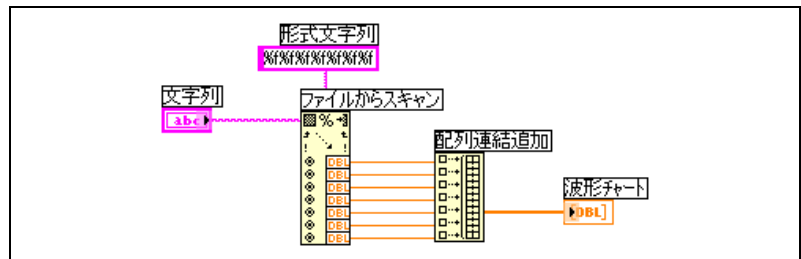 形式文字列
%f%f%f%f%f%f%f
文字列
abc
ファイルからスキャン
%
DBL
DBL
DBL
DBL
DBL
DBL
DBL
配列連結追加
波形チャート
DBL]